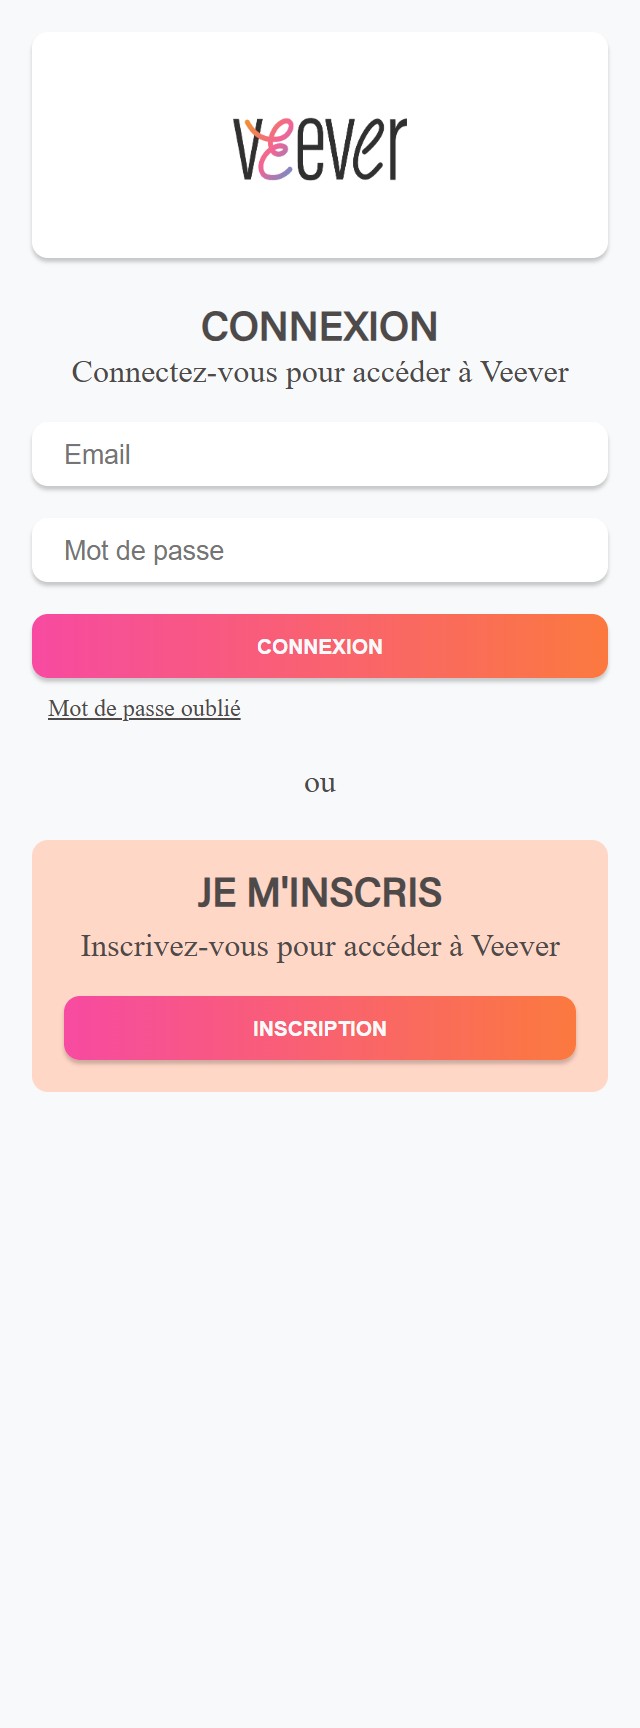 veever
CONNEXION
Connectez-vous pour accéder à Veever
Email
Mot de passe
CONNEXION
Mot de passe oublié
ou
JE M'INSCRIS
Inscrivez-vous pour accéder à Veever
INSCRIPTION